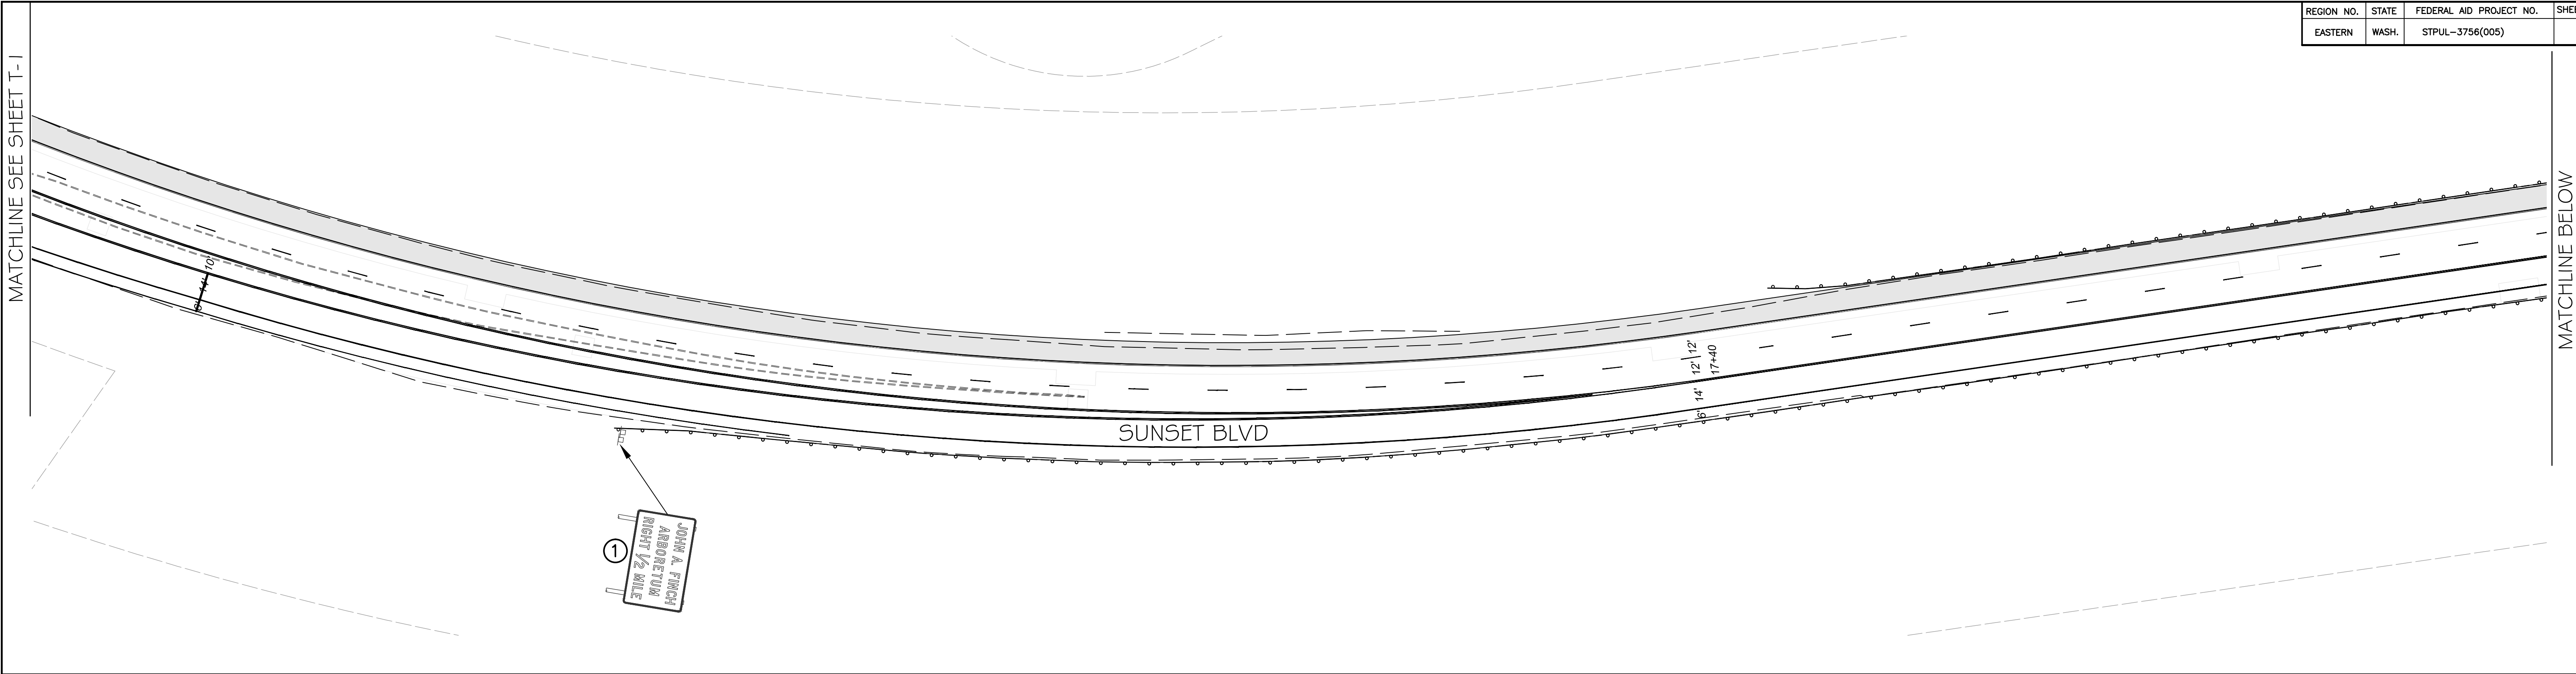 REGION NO. STATE FEDERAL AID PROJECT NO.
EASTERN WASH. STPUL-3756(005)
MATCHLINE SEE SHEET T-1
MATCHLINE BELOW
14' 10'
12' 12'
17+40
6' 14'
SUNSET BLVD
1
JOHN A. FINCH
ARBORETUM
RIGHT 1/2 MILE